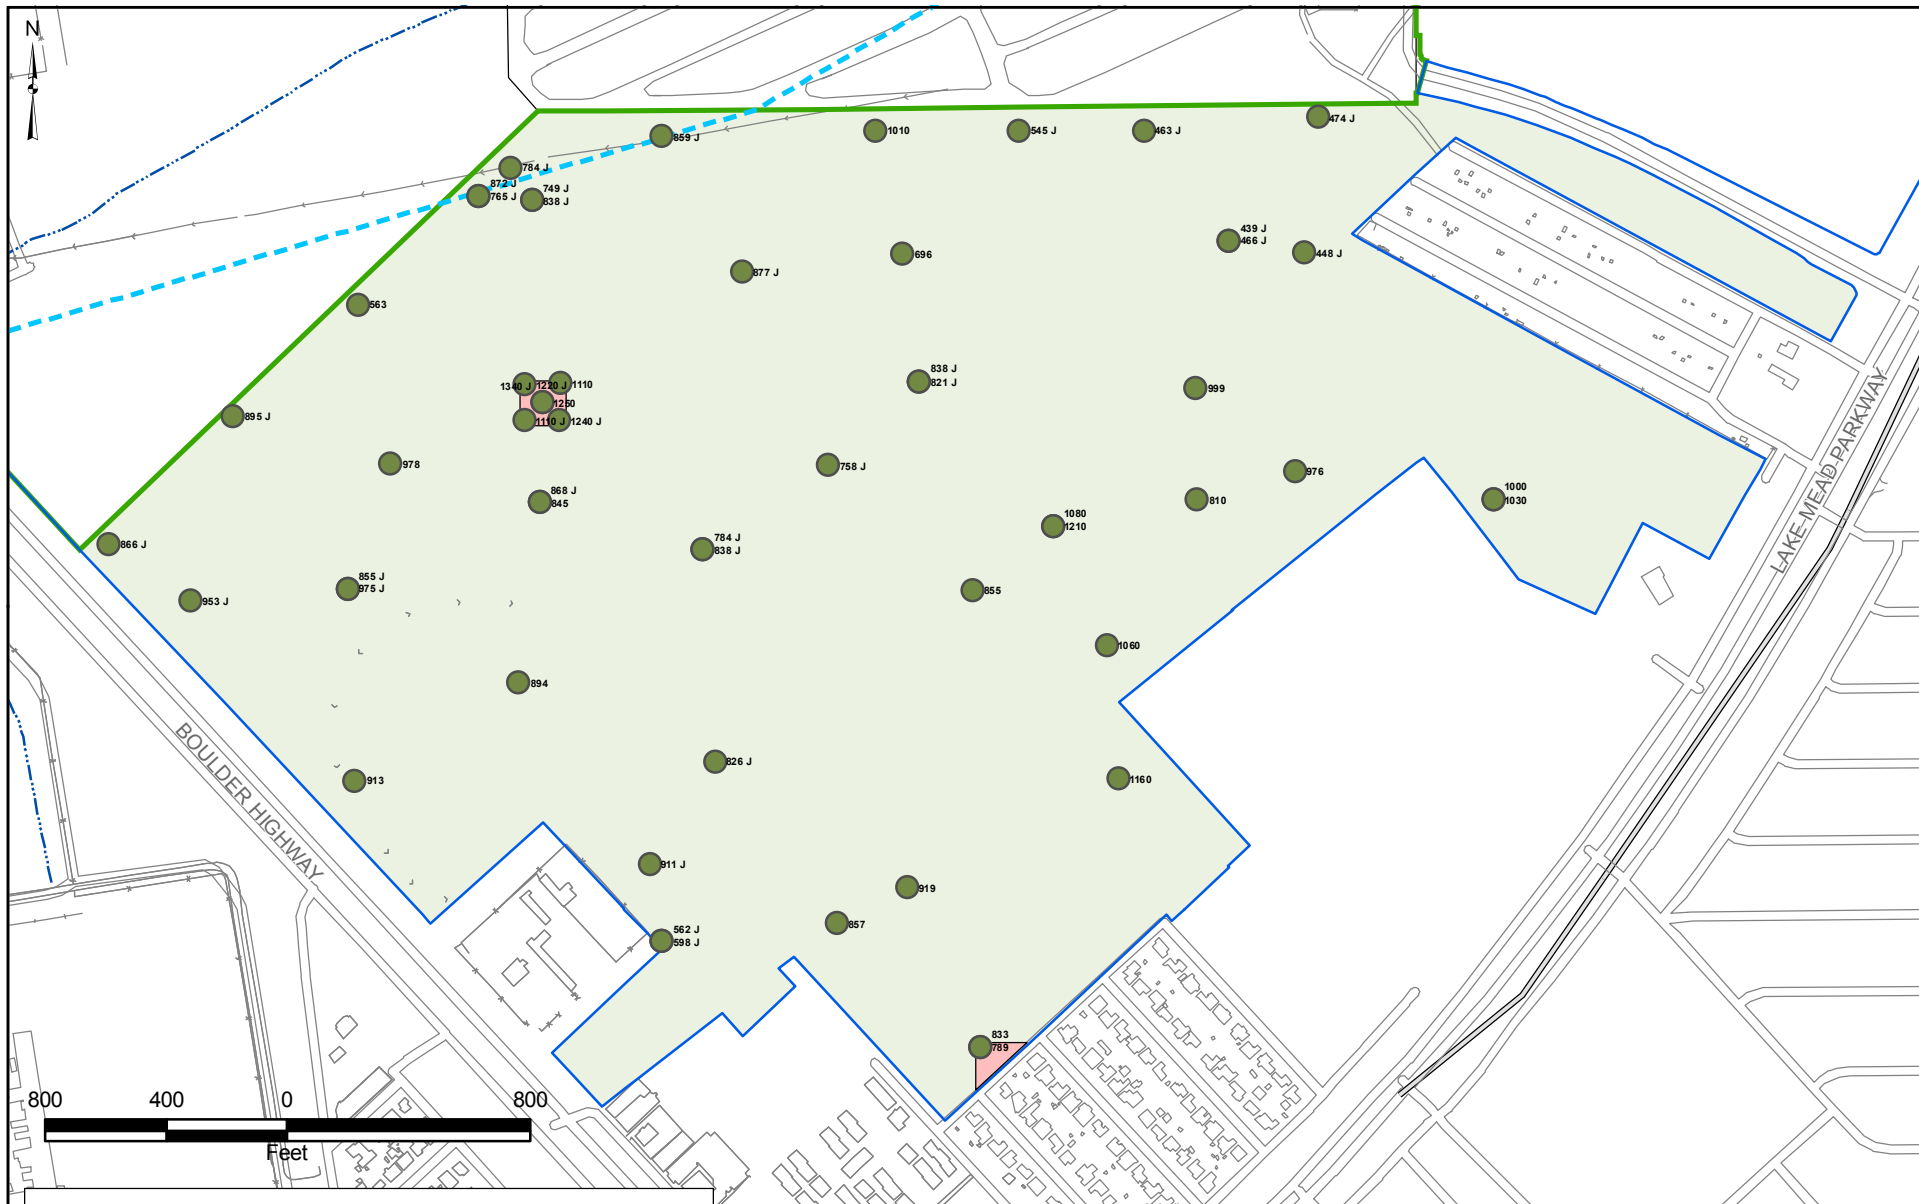 N
474 J
859 J
1010
545 J
463 J
784 J
872 J
765 J
749 J
838 J
439 J
466 J
448 J
696
877 J
563
838 J
821 J
1340 J
1220 J
1110
999
1260
1110 J
1240 J
895 J
978
758 J
976
868 J
845
810
1000
1030
1080
1210
784 J
838 J
866 J
855 J
975 J
855
953 J
1060
894
826 J
1160
913
911 J
919
857
562 J
598 J
833
789
LAKE MEAD PARKWAY
BOULDER HIGHWAY
800 400 0 800
Feet